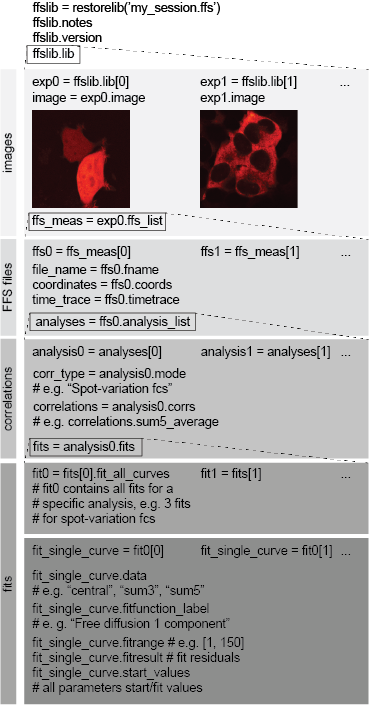 ffslib = restorelib('my_session.ffs')
ffslib.notes
ffslib.version
ffslib.lib
images
exp0 = ffslib.lib[0] exp1 = ffslib.lib[1] ...
image = exp0.image exp1.image
ffs_meas = exp0.ffs_list
FFS files
ffs0 = ffs_meas[0] ffs1 = ffs_meas[1] ...
file_name = ffs0.fname
coordinates = ffs0.coords
time_trace = ffs0.timetrace
analyses = ffs0.analysis_list
correlations
analysis0 = analyses[0] analysis1 = analyses[1] ...
corr_type = analysis0.mode
# e.g. “Spot-variation fcs”
correlations = analysis0.corrs
# e.g. correlations.sum5_average
fits = analysis0.fits
fits
fit0 = fits[0].fit_all_curves fit1 = fits[1] ...
# fit0 contains all fits for a
# specific analysis, e.g. 3 fits
# for spot-variation fcs
fit_single_curve = fit0[0] fit_single_curve = fit0[1] ...
fit_single_curve.data
# e.g. “central”, “sum3”, “sum5”
fit_single_curve.fitfunction_label
# e. g. “Free diffusion 1 component”
fit_single_curve.fitrange # e.g. [1, 150]
fit_single_curve.fitresult # fit residuals
fit_single_curve.start_values
# all parameters start/fit values